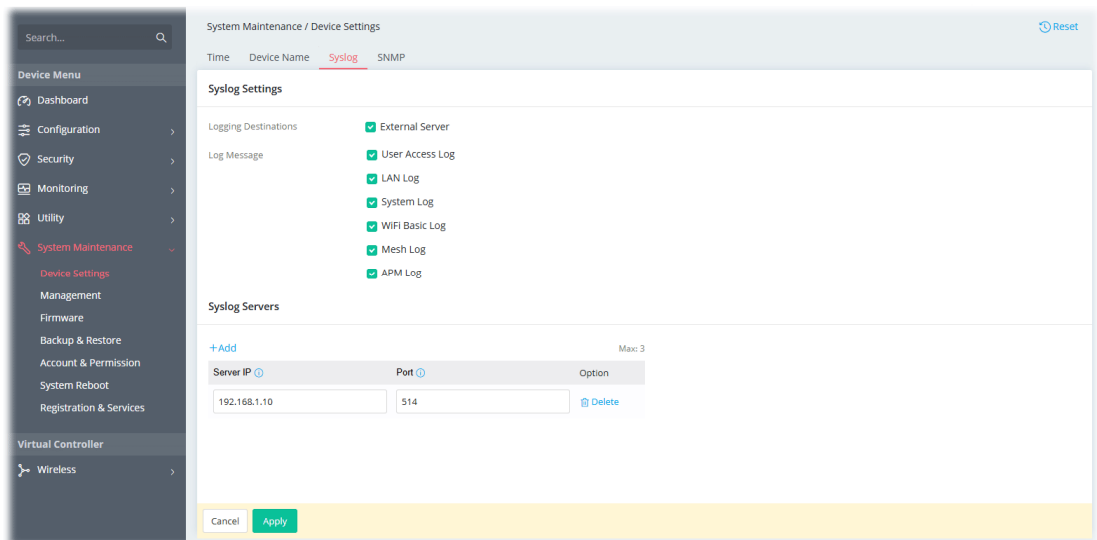 Search...
Device Menu
Dashboard
Configuration
Security
Monitoring
Utility
System Maintenance
Device Settings
Management
Firmware
Backup & Restore
Account & Permission
System Reboot
Registration & Services
Virtual Controller
Wireless
System Maintenance / Device Settings
Reset
Time Device Name Syslog SNMP
Syslog Settings
Logging Destinations External Server
Log Message User Access Log
LAN Log
System Log
WiFi Basic Log
Mesh Log
APM Log
Syslog Servers
+Add Max: 3
Server IP Port Option
192.168.1.10 514 Delete
Cancel Apply